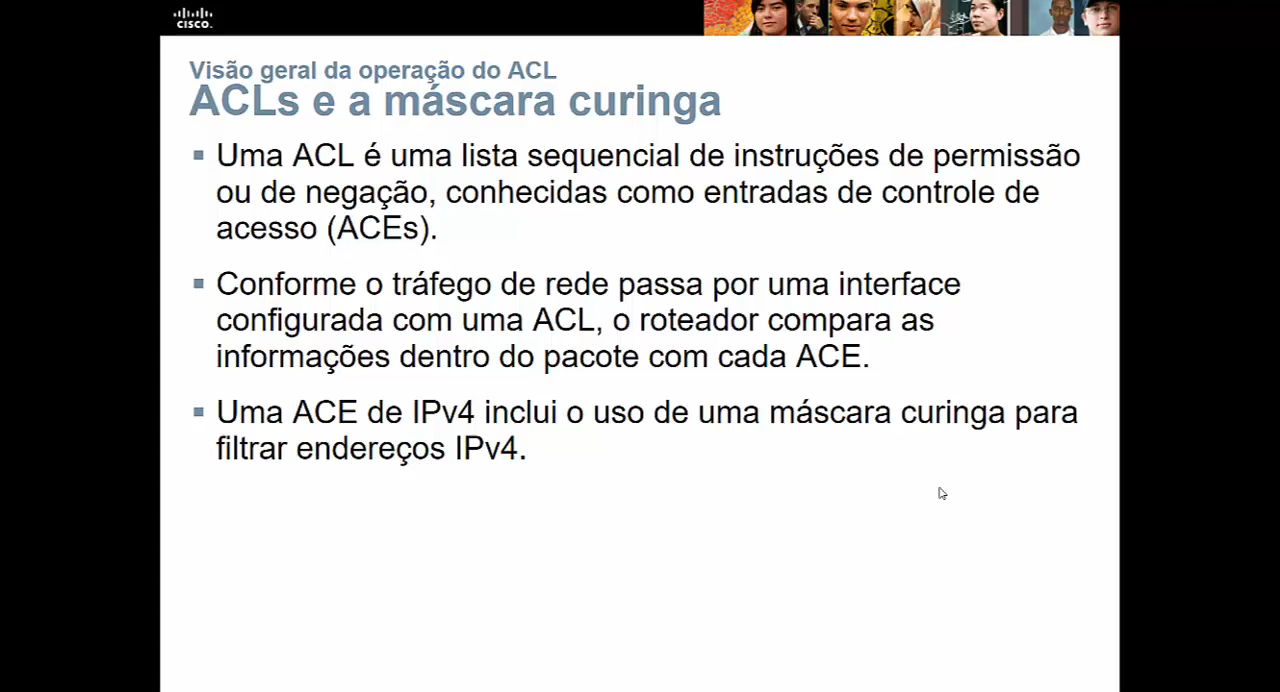 CISCO.
Visão geral da operação do ACL
ACLs e a máscara curinga
▪ Uma ACL é uma lista sequencial de instruções de permissão
ou de negação, conhecidas como entradas de controle de
acesso (ACEs).
▪ Conforme o tráfego de rede passa por uma interface
configurada com uma ACL, o roteador compara as
informações dentro do pacote com cada ACE.
▪ Uma ACE de IPv4 inclui o uso de uma máscara curinga para
filtrar endereços IPv4.